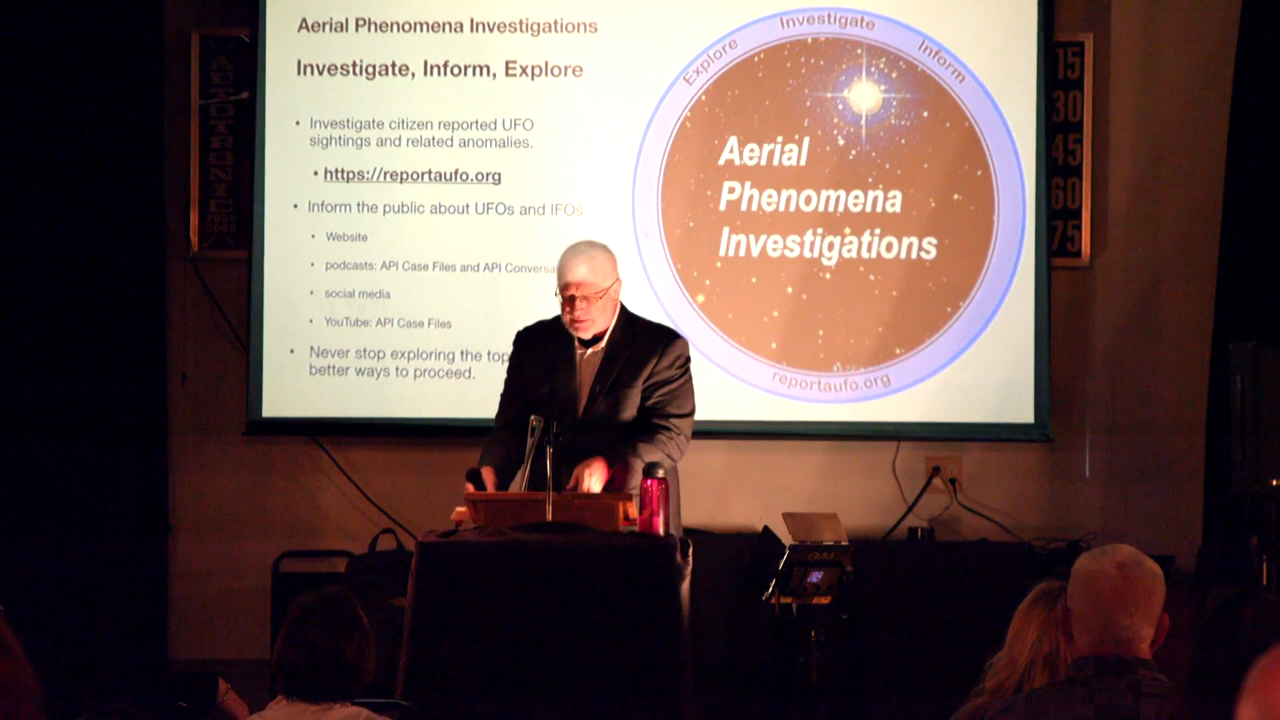 Aerial Phenomena Investigations
Investigate, Inform, Explore
• Investigate citizen reported UFO
sightings and related anomalies.
• https://reportaufo.org
• Inform the public about UFOs and IFOs
• Website
• podcasts: API Case Files and API
• social media
• YouTube: API Case Files
• Never stop exploring the
better ways to proceed.
Explore Investigate Inform
Aerial
Phenomena
Investigations
reportaufo.org
AUTOTRONIC
15
30
45
60
75
GVM